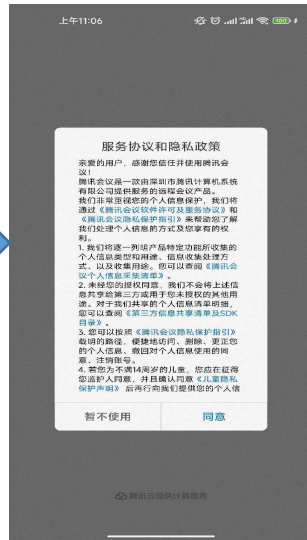 上午11:06
100
服务协议和隐私政策
亲爱的用户，感谢您信任并使用腾讯会
议！
腾讯会议是一款由深圳市腾讯计算机系统
有限公司提供服务的远程会议产品。
我们非常重视您的个人信息保护，我们将
通过《腾讯会议软件许可及服务协议》和
《腾讯会议隐私保护指引》来帮助您了解
我们处理个人信息的方式及您享有的权
利。
1. 我们将逐一列明产品特定功能所收集的
个人信息类型和用途、信息收集处理方
式、以及收集用途。您可以查阅《腾讯会
议个人信息采集清单》。
2. 未经您的授权同意，我们不会将上述信
息共享给第三方或用于您未授权的其他用
途。对于我们共享的个人信息清单明细，
您可以查阅《第三方信息共享清单及SDK
目录》。
3. 您可以按照《腾讯会议隐私保护指引》
载明的路径，便捷地访问、删除、更正您
的个人信息、撤回对个人信息使用的同
意、注销账号。
4. 若您为不满14周岁的儿童，您应在征得
您监护人同意，并且确认同意《儿童隐私
保护声明》后再行向我们提供您的个人信
暂不使用
同意
腾讯云提供计算服务